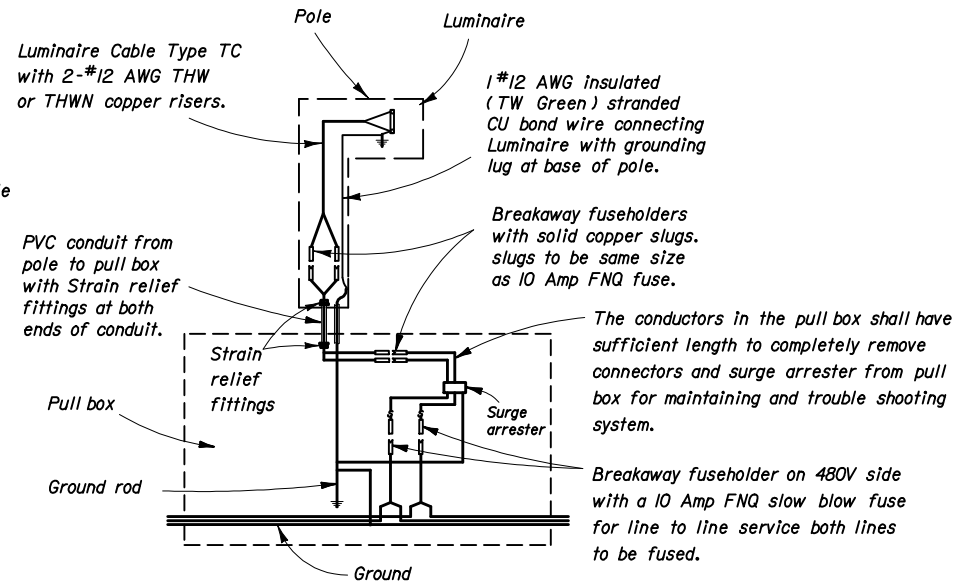 Pole
Luminaire
Luminaire Cable Type TC
with 2-#12 AWG THW
or THWN copper risers.
1 #12 AWG insulated
(TW Green) stranded
CU bond wire connecting
Luminaire with grounding
lug at base of pole.
le
PVC conduit from
pole to pull box
with Strain relief
fittings at both
ends of conduit.
Breakaway fuseholders
with solid copper slugs.
slugs to be same size
as 10 Amp FNQ fuse.
The conductors in the pull box shall have
sufficient length to completely remove
connectors and surge arrester from pull
box for maintaining and trouble shooting
system.
Strain
relief
fittings
Pull box
Surge
arrester
Breakaway fuseholder on 480V side
with a 10 Amp FNQ slow blow fuse
for line to line service both lines
to be fused.
Ground rod
Ground